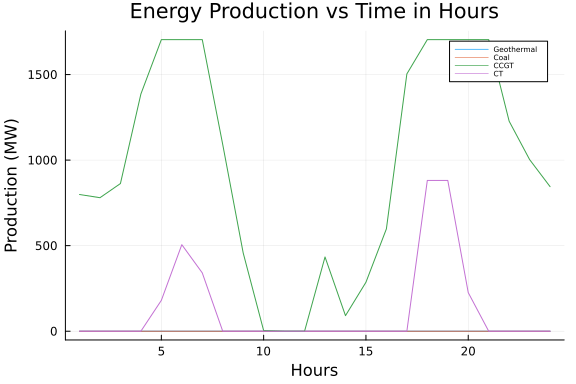 Energy Production vs Time in Hours
Geothermal
Coal
CCGT
CT
1500
1000
500
0
Production (MW)
5 10 15 20
Hours